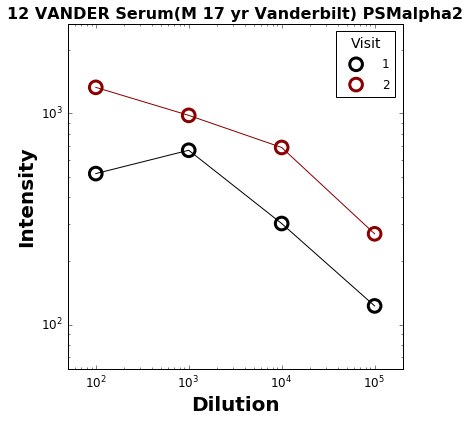 12 VANDER Serum(M 17 yr Vanderbilt) PSMalpha2
Visit
1
2
10³
10²
Intensity
10² 10³ 10⁴ 10⁵
Dilution